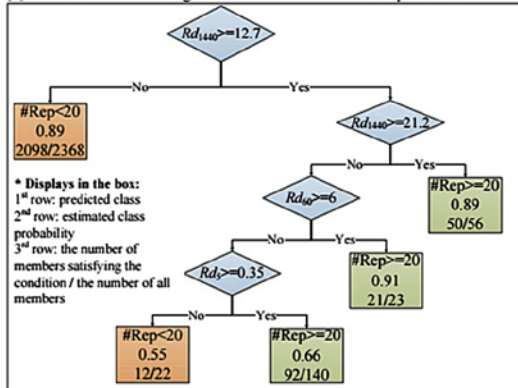 Rd1440>=12.7
No
Yes
#Rep<20
0.89
2098/2368
Rd1440>=21.2
No
Yes
* Displays in the box:
1st row: predicted class
2nd row: estimated class
probability
3rd row: the number of
members satisfying the
condition / the number of all
members
Rd60>=6
#Rep>=20
0.89
50/56
No
Yes
>=0.35
#Rep>=20
0.91
21/23
No
Yes
#Rep<20
0.55
12/22
#Rep>=20
0.66
92/140